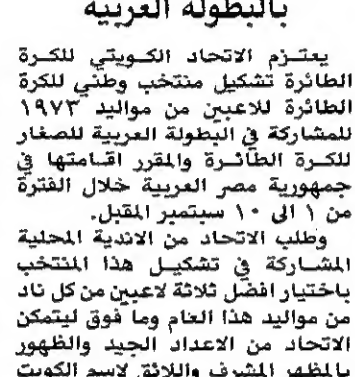 بالبطولة العربية
يعتزم الاتحاد الكويتي للكرة
الطائرة تشكيل منتخب وطني للكرة
الطائرة للاعبين من مواليد ١٩٧٣
للمشاركة في البطولة العربية للصغار
للكرة الطائرة والمقرر اقامتها في
جمهورية مصر العربية خلال الفترة
من ١ الى ١٠ سبتمبر المقبل.
وطلب الاتحاد من الاندية المحلية
المشاركة في تشكيل هذا المنتخب
باختيار افضل ثلاثة لاعبين من كل ناد
من مواليد هذا العام وما فوق ليتمكن
الاتحاد من الاعداد الجيد والظهور
بالمظهر المشرف واللائق لاسم الكويت